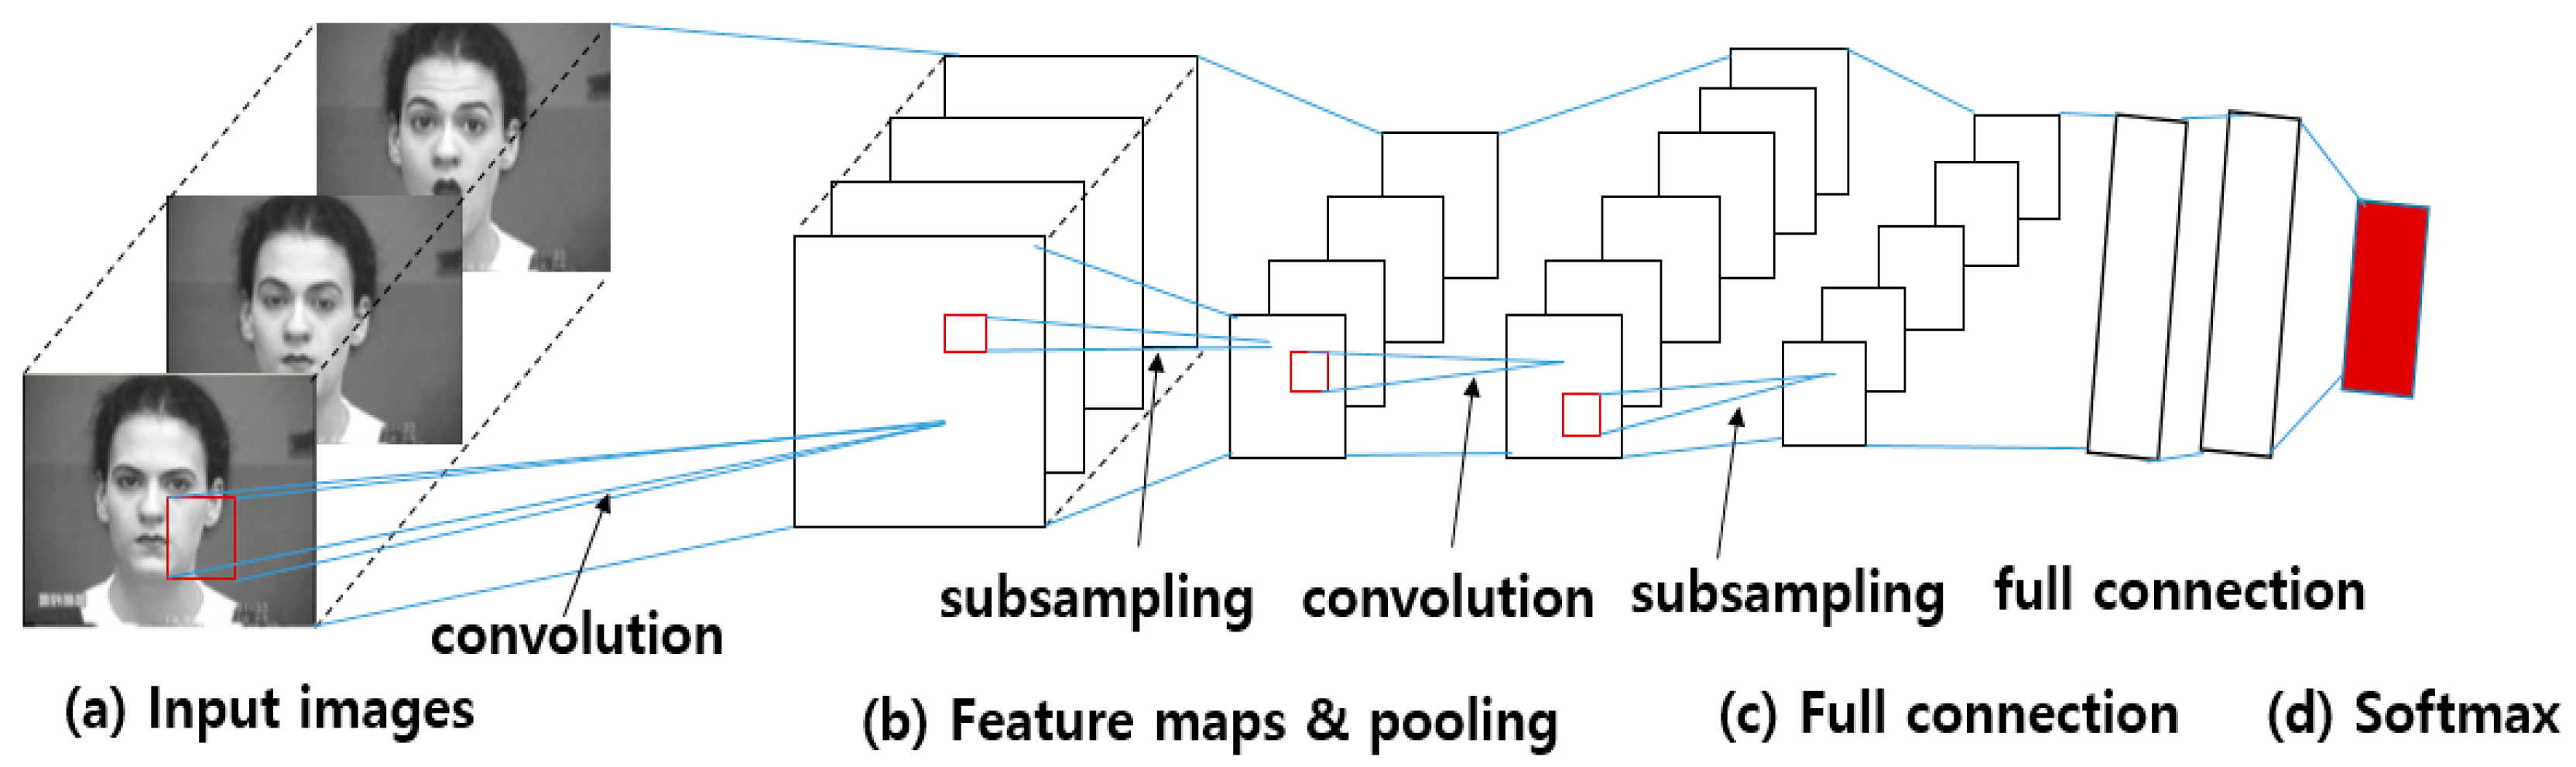 subsampling convolution subsampling full connection
convolution
(a) Input images (b) Feature maps & pooling (c) Full connection (d) Softmax